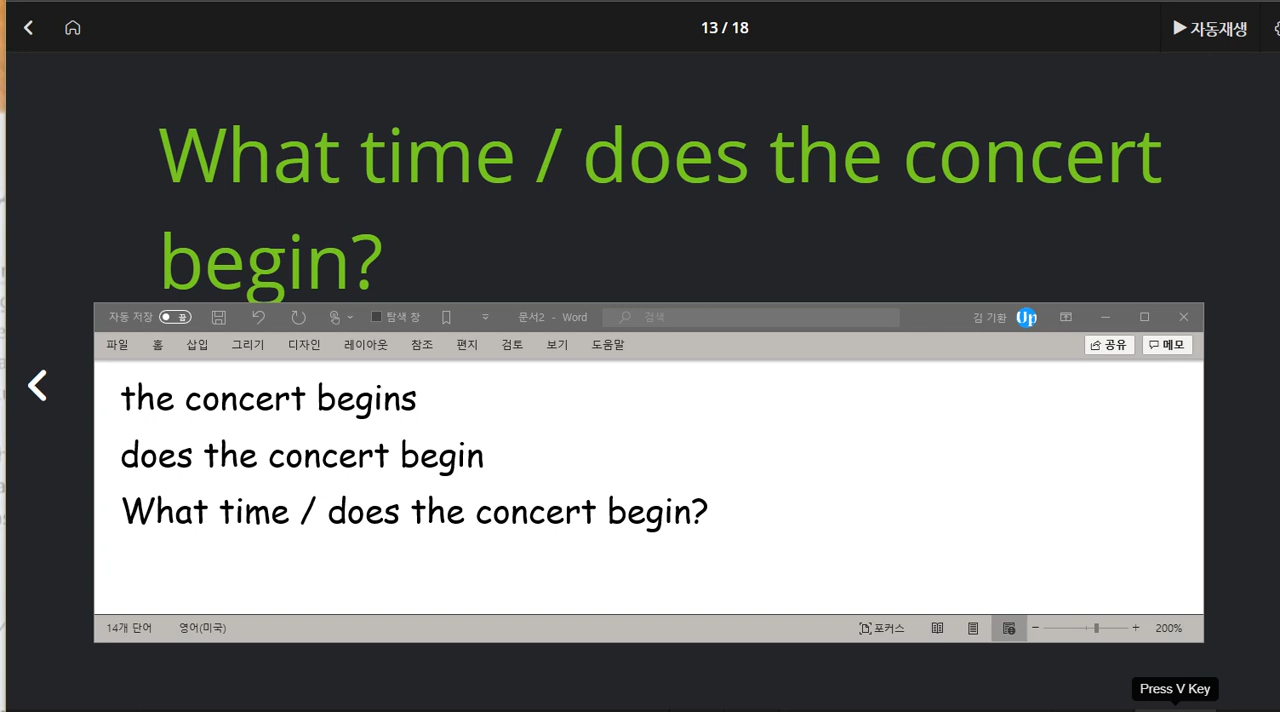 13 / 18
▶ 자동재생
What time / does the concert
begin?
자동 저장 끔 탐색 창 문서2 - Word 검색 김 기환 Up
파일 홈 삽입 그리기 디자인 레이아웃 참조 편지 검토 보기 도움말 공유 메모
the concert begins
does the concert begin
What time / does the concert begin?
14개 단어 영어(미국) 포커스 - + 200%
Press V Key